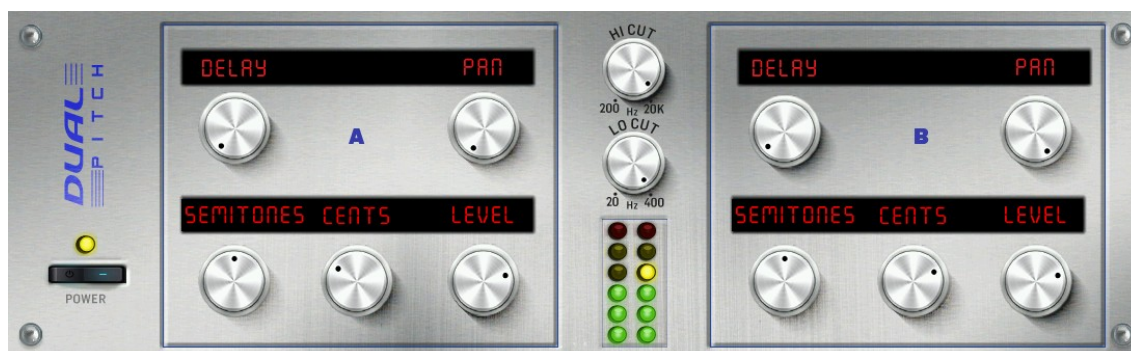 DUAL
PITCH
POWER
DELAY PAN
A
SEMITONES CENTS LEVEL
HI CUT
200 Hz 20K
LO CUT
20 Hz 400
DELAY PAN
B
SEMITONES CENTS LEVEL